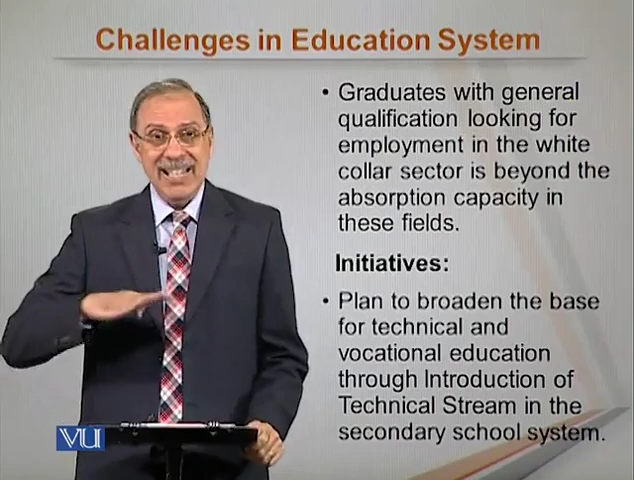 Challenges in Education System
• Graduates with general
qualification looking for
employment in the white
collar sector is beyond the
absorption capacity in
these fields.
Initiatives:
• Plan to broaden the base
for technical and
vocational education
through Introduction of
Technical Stream in the
secondary school system.
VU